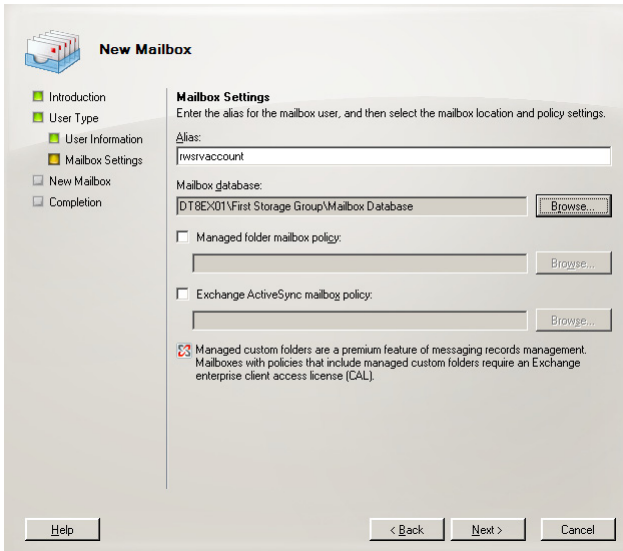 New Mailbox
Introduction
User Type
User Information
Mailbox Settings
New Mailbox
Completion
Mailbox Settings
Enter the alias for the mailbox user, and then select the mailbox location and policy settings.
Alias:
rwsrvaccount
Mailbox database:
DT8EX01\First Storage Group\Mailbox Database
Browse...
Managed folder mailbox policy:
Browse...
Exchange ActiveSync mailbox policy:
Browse...
Managed custom folders are a premium feature of messaging records management.
Mailboxes with policies that include managed custom folders require an Exchange
enterprise client access license (CAL).
Help
< Back
Next >
Cancel